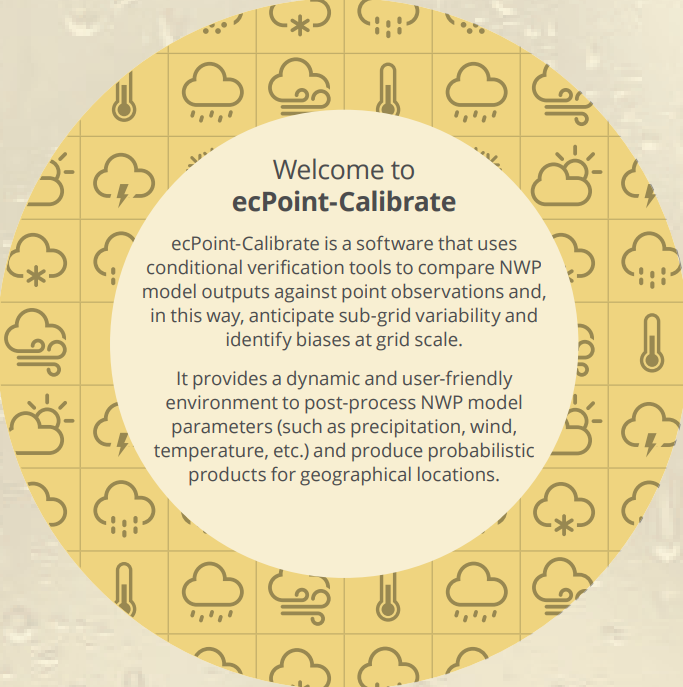 Welcome to
ecPoint-Calibrate
ecPoint-Calibrate is a software that uses
conditional verification tools to compare NWP
model outputs against point observations and,
in this way, anticipate sub-grid variability and
identify biases at grid scale.
It provides a dynamic and user-friendly
environment to post-process NWP model
parameters (such as precipitation, wind,
temperature, etc.) and produce probabilistic
products for geographical locations.